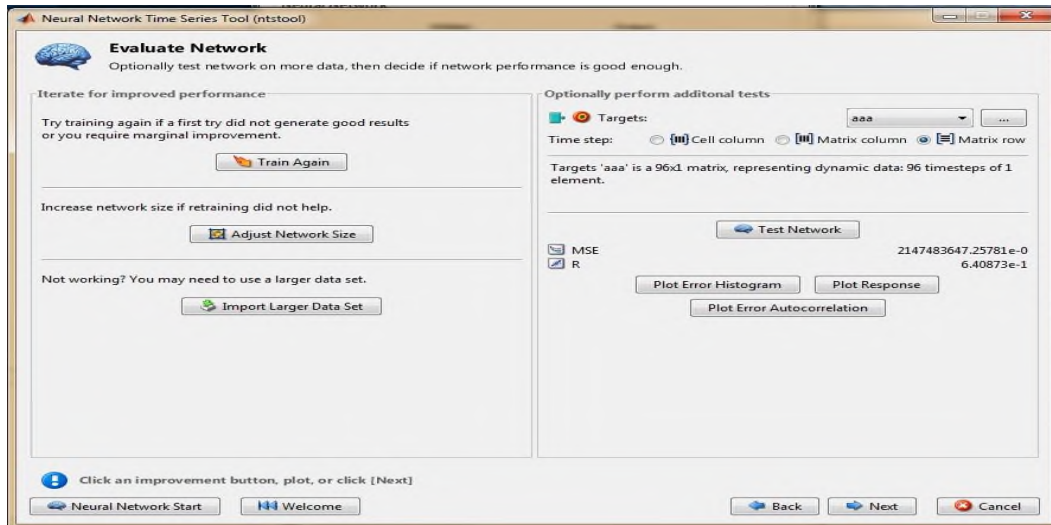 Neural Network Time Series Tool (ntstool)
Evaluate Network
Optionally test network on more data, then decide if network performance is good enough.
Iterate for improved performance
Try training again if a first try did not generate good results
or you require marginal improvement.
Train Again
Increase network size if retraining did not help.
Adjust Network Size
Not working? You may need to use a larger data set.
Import Larger Data Set
Optionally perform additonal tests
Targets:
aaa
...
Time step:
Cell column
Matrix column
Matrix row
Targets 'aaa' is a 96x1 matrix, representing dynamic data: 96 timesteps of 1
element.
Test Network
MSE 2147483647.25781e-0
R 6.40873e-1
Plot Error Histogram
Plot Response
Plot Error Autocorrelation
Click an improvement button, plot, or click [Next]
Neural Network Start
Welcome
Back
Next
Cancel